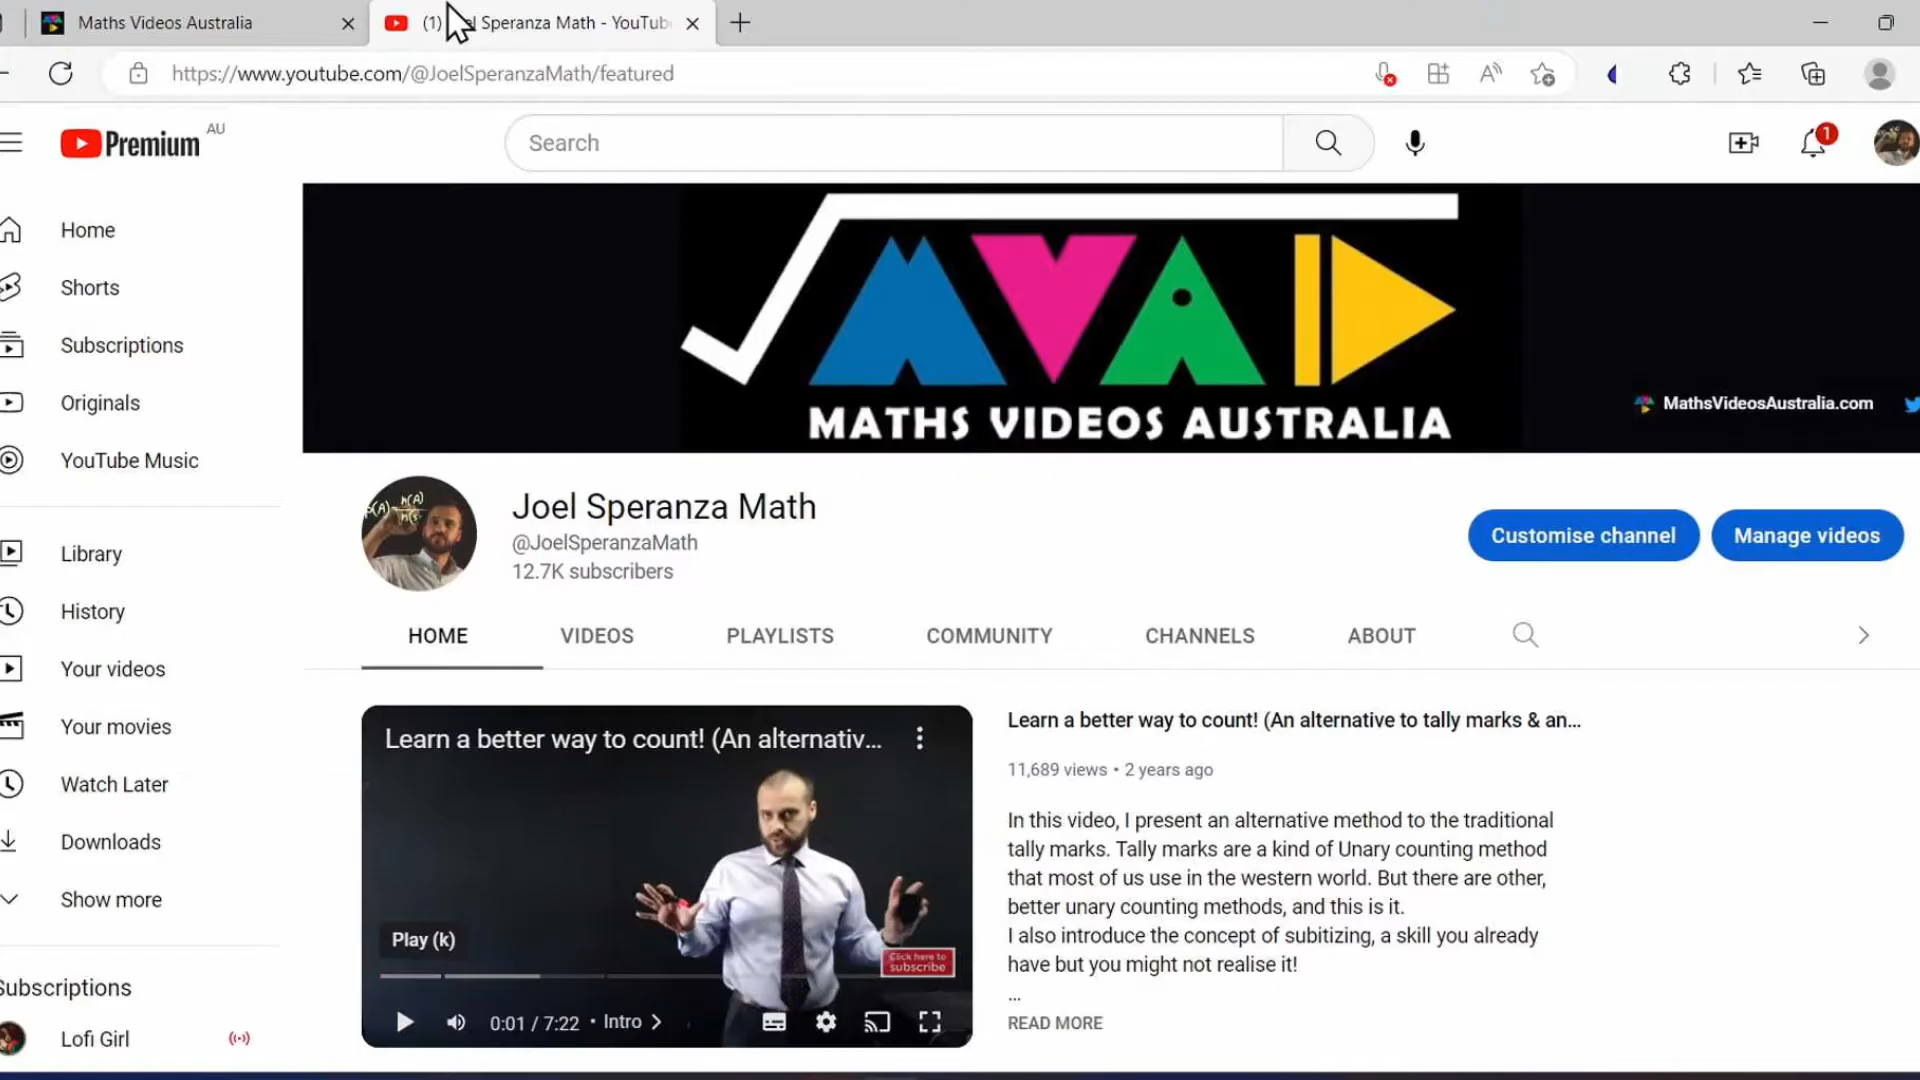 Maths Videos Australia
(1) el Speranza Math - YouTub
https://www.youtube.com/@JoelSperanzaMath/featured
Premium AU
Search
1
Home
Shorts
Subscriptions
Originals
YouTube Music
Library
History
Your videos
Your movies
Watch Later
Downloads
Show more
Subscriptions
Lofi Girl
MATHS VIDEOS AUSTRALIA
MathsVideosAustralia.com
Joel Speranza Math
@JoelSperanzaMath
12.7K subscribers
Customise channel
Manage videos
HOME
VIDEOS
PLAYLISTS
COMMUNITY
CHANNELS
ABOUT
Learn a better way to count! (An alternativ...
Play (k)
Click here to
subscribe
0:01 / 7:22 • Intro
Learn a better way to count! (An alternative to tally marks & an...
11,689 views • 2 years ago
In this video, I present an alternative method to the traditional
tally marks. Tally marks are a kind of Unary counting method
that most of us use in the western world. But there are other,
better unary counting methods, and this is it.
I also introduce the concept of subitizing, a skill you already
have but you might not realise it!
...
READ MORE